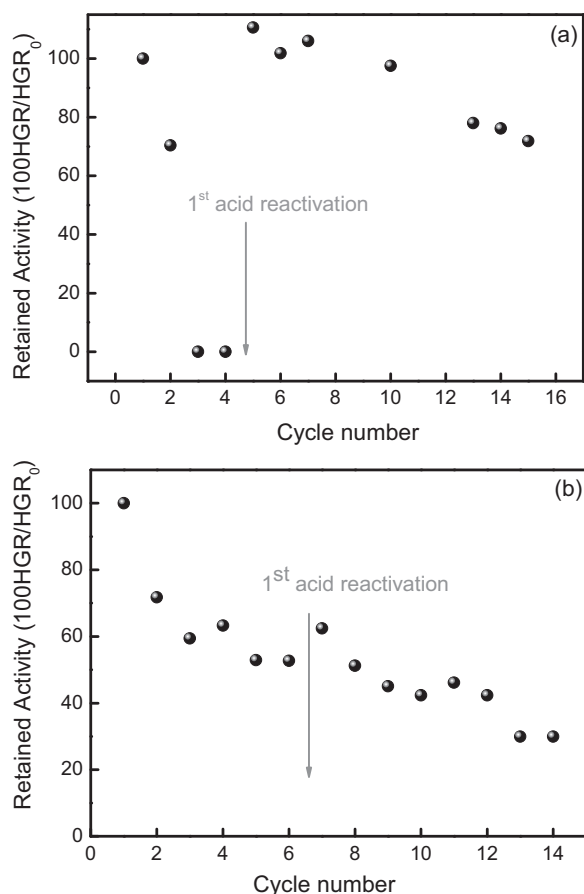 (a)
Retained Activity (100HGR/HGR₀)
100
80
60
40
20
0
1ˢᵗ acid reactivation
0 2 4 6 8 10 12 14 16
Cycle number
(b)
Retained Activity (100HGR/HGR₀)
100
80
60
40
20
0
1ˢᵗ acid reactivation
0 2 4 6 8 10 12 14
Cycle number